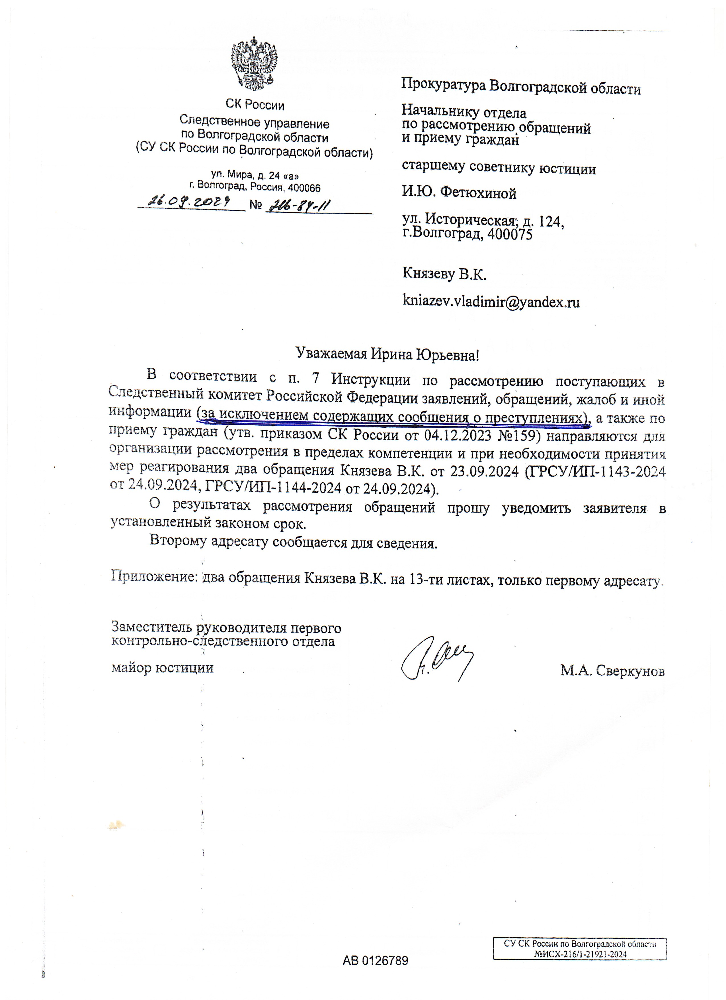 СК России
Следственное управление
по Волгоградской области
(СУ СК России по Волгоградской области)
ул. Мира, д. 24 «а»
г. Волгоград, Россия, 400066
26.09.2024 № 216-84-11
Прокуратура Волгоградской области
Начальнику отдела
по рассмотрению обращений
и приему граждан
старшему советнику юстиции
И.Ю. Фетюхиной
ул. Историческая, д. 124,
г.Волгоград, 400075
Князеву В.К.
kniazev.vladimir@yandex.ru
Уважаемая Ирина Юрьевна!
В соответствии с п. 7 Инструкции по рассмотрению поступающих в
Следственный комитет Российской Федерации заявлений, обращений, жалоб и иной
информации (за исключением содержащих сообщения о преступлениях), а также по
приему граждан (утв. приказом СК России от 04.12.2023 №159) направляются для
организации рассмотрения в пределах компетенции и при необходимости принятия
мер реагирования два обращения Князева В.К. от 23.09.2024 (ГРСУ/ИП-1143-2024
от 24.09.2024, ГРСУ/ИП-1144-2024 от 24.09.2024).
О результатах рассмотрения обращений прошу уведомить заявителя в
установленный законом срок.
Второму адресату сообщается для сведения.
Приложение: два обращения Князева В.К. на 13-ти листах, только первому адресату.
Заместитель руководителя первого
контрольно-следственного отдела
майор юстиции
М.А. Сверкунов
СУ СК России по Волгоградской области
№ИСХ-216/1-21921-2024
АВ 0126789